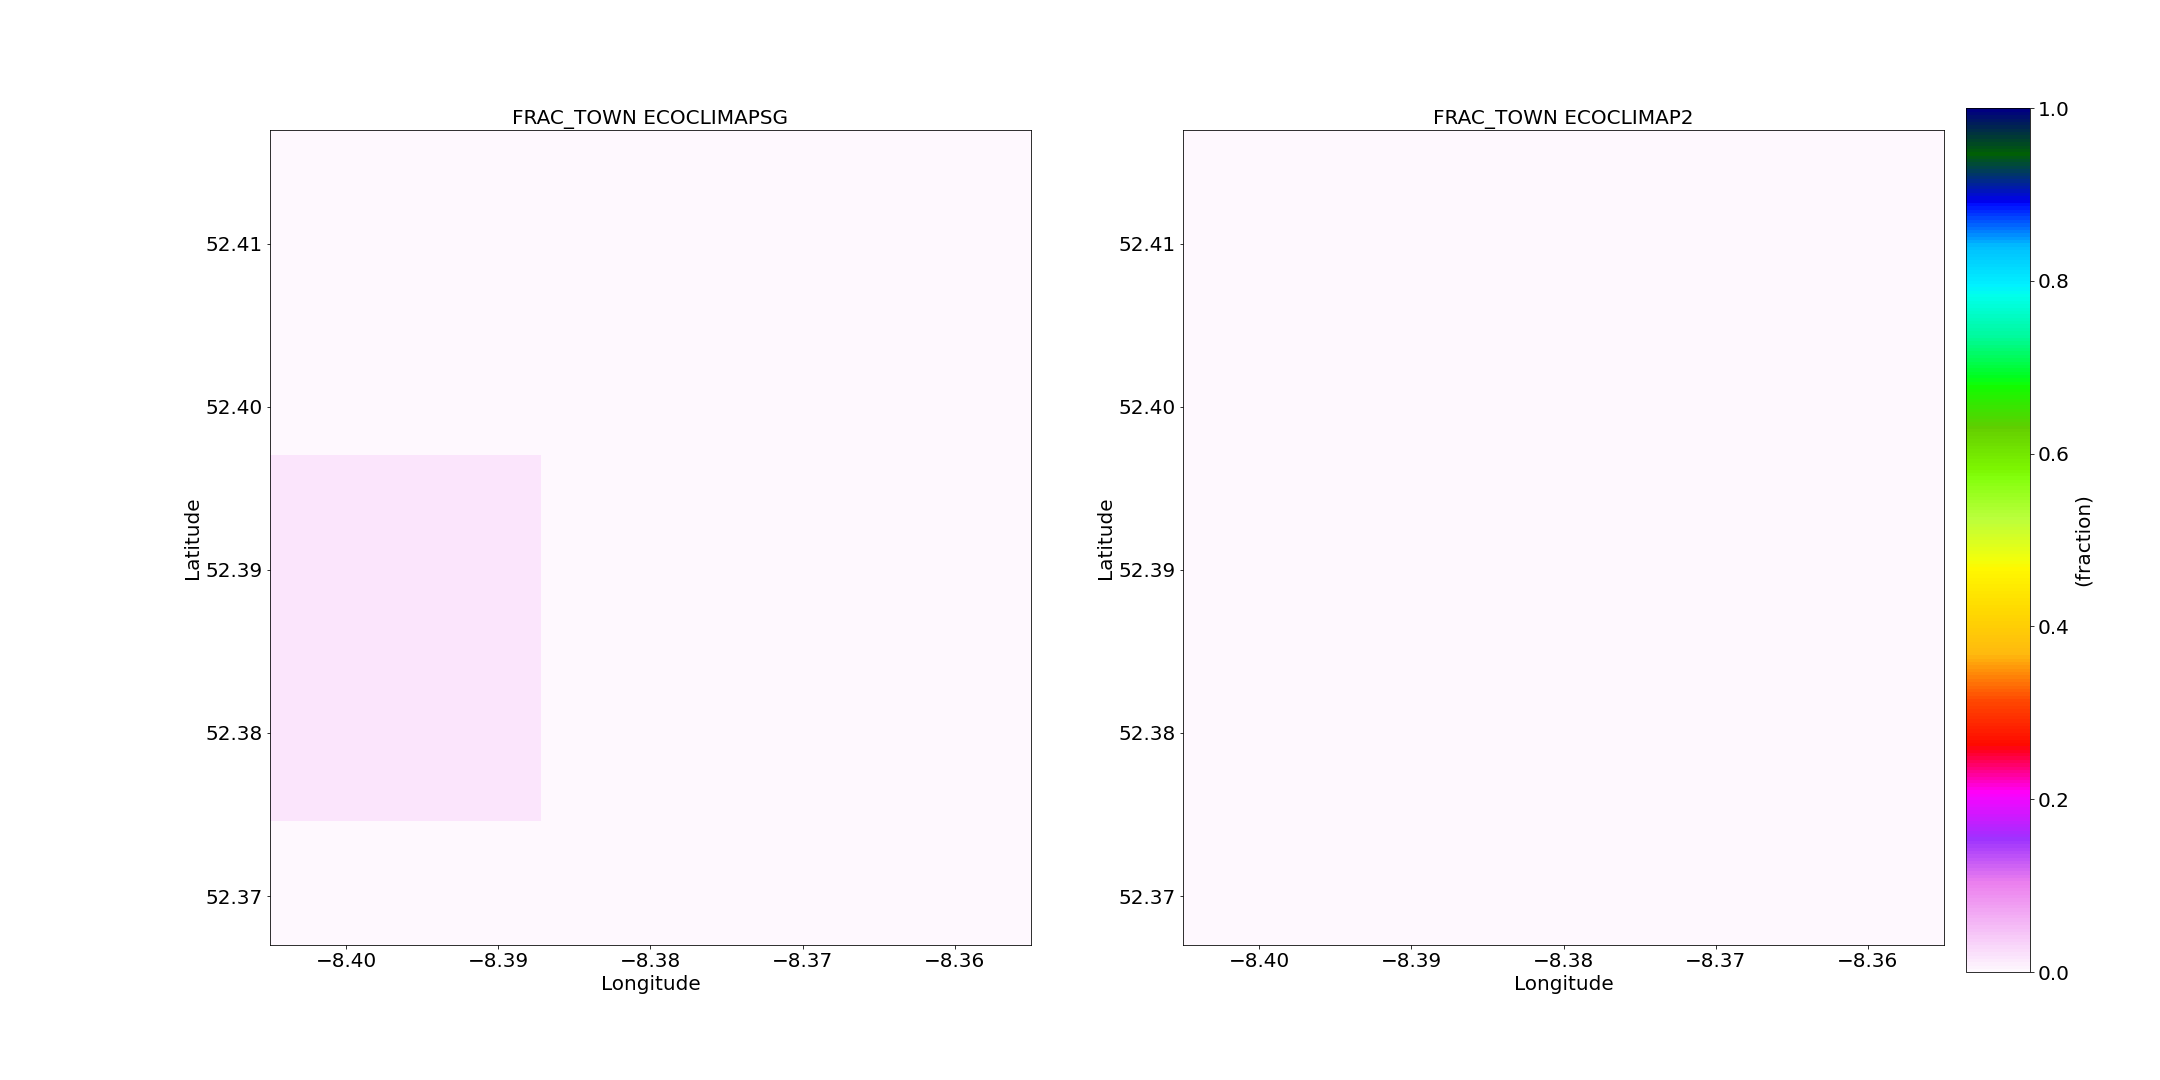 FRAC_TOWN ECOCLIMAPSG
52.41
52.40
52.39
52.38
52.37
Latitude
−8.40 −8.39 −8.38 −8.37 −8.36
Longitude
FRAC_TOWN ECOCLIMAP2
52.41
52.40
52.39
52.38
52.37
Latitude
−8.40 −8.39 −8.38 −8.37 −8.36
Longitude
1.0
0.8
0.6
0.4
0.2
0.0
(fraction)